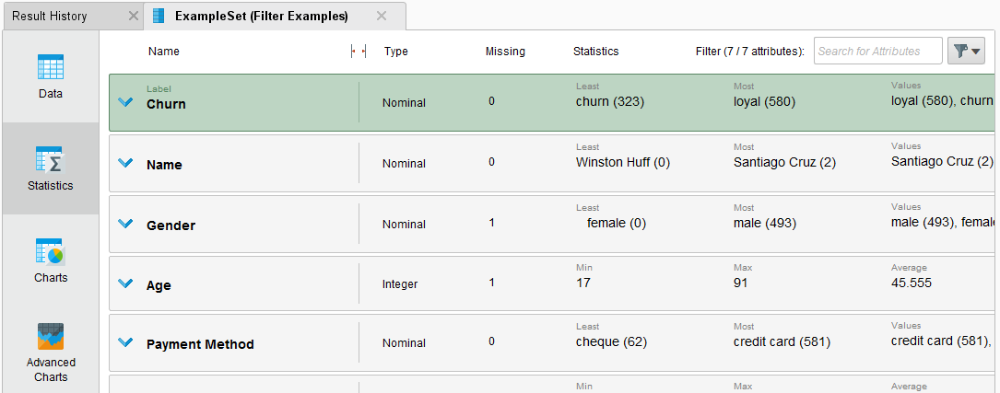 Result History
ExampleSet (Filter Examples)
Name Type Missing Statistics Filter (7 / 7 attributes): Search for Attributes
Data
Statistics
Charts
Advanced
Charts
Label Least Most Values
Churn Nominal 0 churn (323) loyal (580) loyal (580), churn
Least Most Values
Name Nominal 0 Winston Huff (0) Santiago Cruz (2) Santiago Cruz (2)
Least Most Values
Gender Nominal 1 female (0) male (493) male (493), femal
Min Max Average
Age Integer 1 17 91 45.555
Least Most Values
Payment Method Nominal 0 cheque (62) credit card (581) credit card (581),
Min Max Average